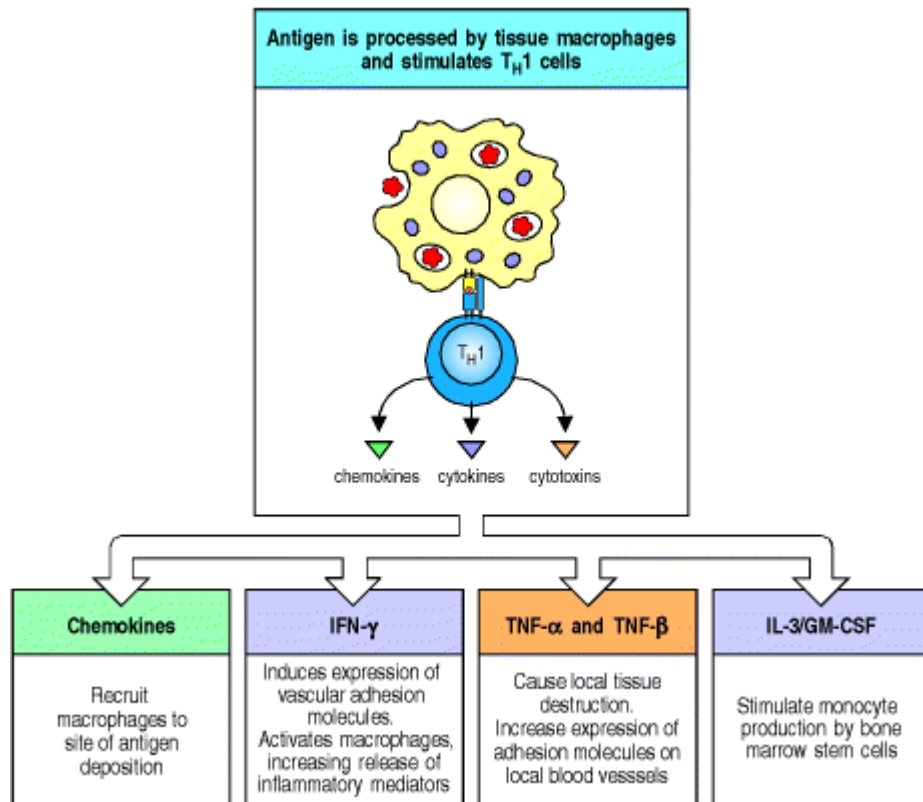 Antigen is processed by tissue macrophages
and stimulates T_H1 cells
T_H1
chemokines cytokines cytotoxins
Chemokines
Recruit
macrophages to
site of antigen
deposition
IFN-γ
Induces expression of
vascular adhesion
molecules.
Activates macrophages,
increasing release of
inflammatory mediators
TNF-α and TNF-β
Cause local tissue
destruction.
Increase expression of
adhesion molecules on
local blood vesssels
IL-3/GM-CSF
Stimulate monocyte
production by bone
marrow stem cells